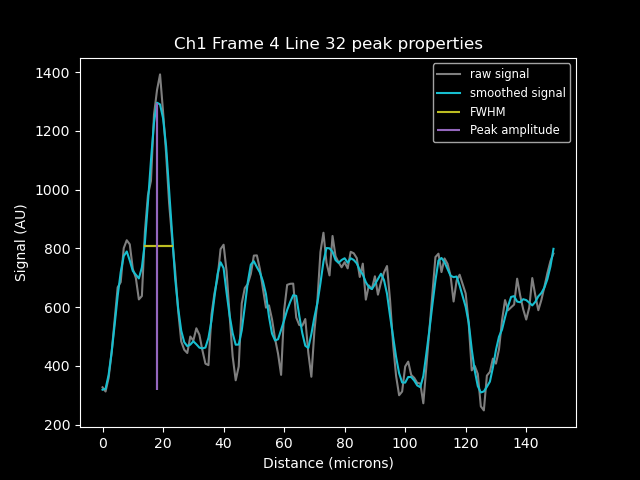 Ch1 Frame 4 Line 32 peak properties
raw signal
smoothed signal
FWHM
Peak amplitude
Signal (AU)
1400
1200
1000
800
600
400
200
0 20 40 60 80 100 120 140
Distance (microns)